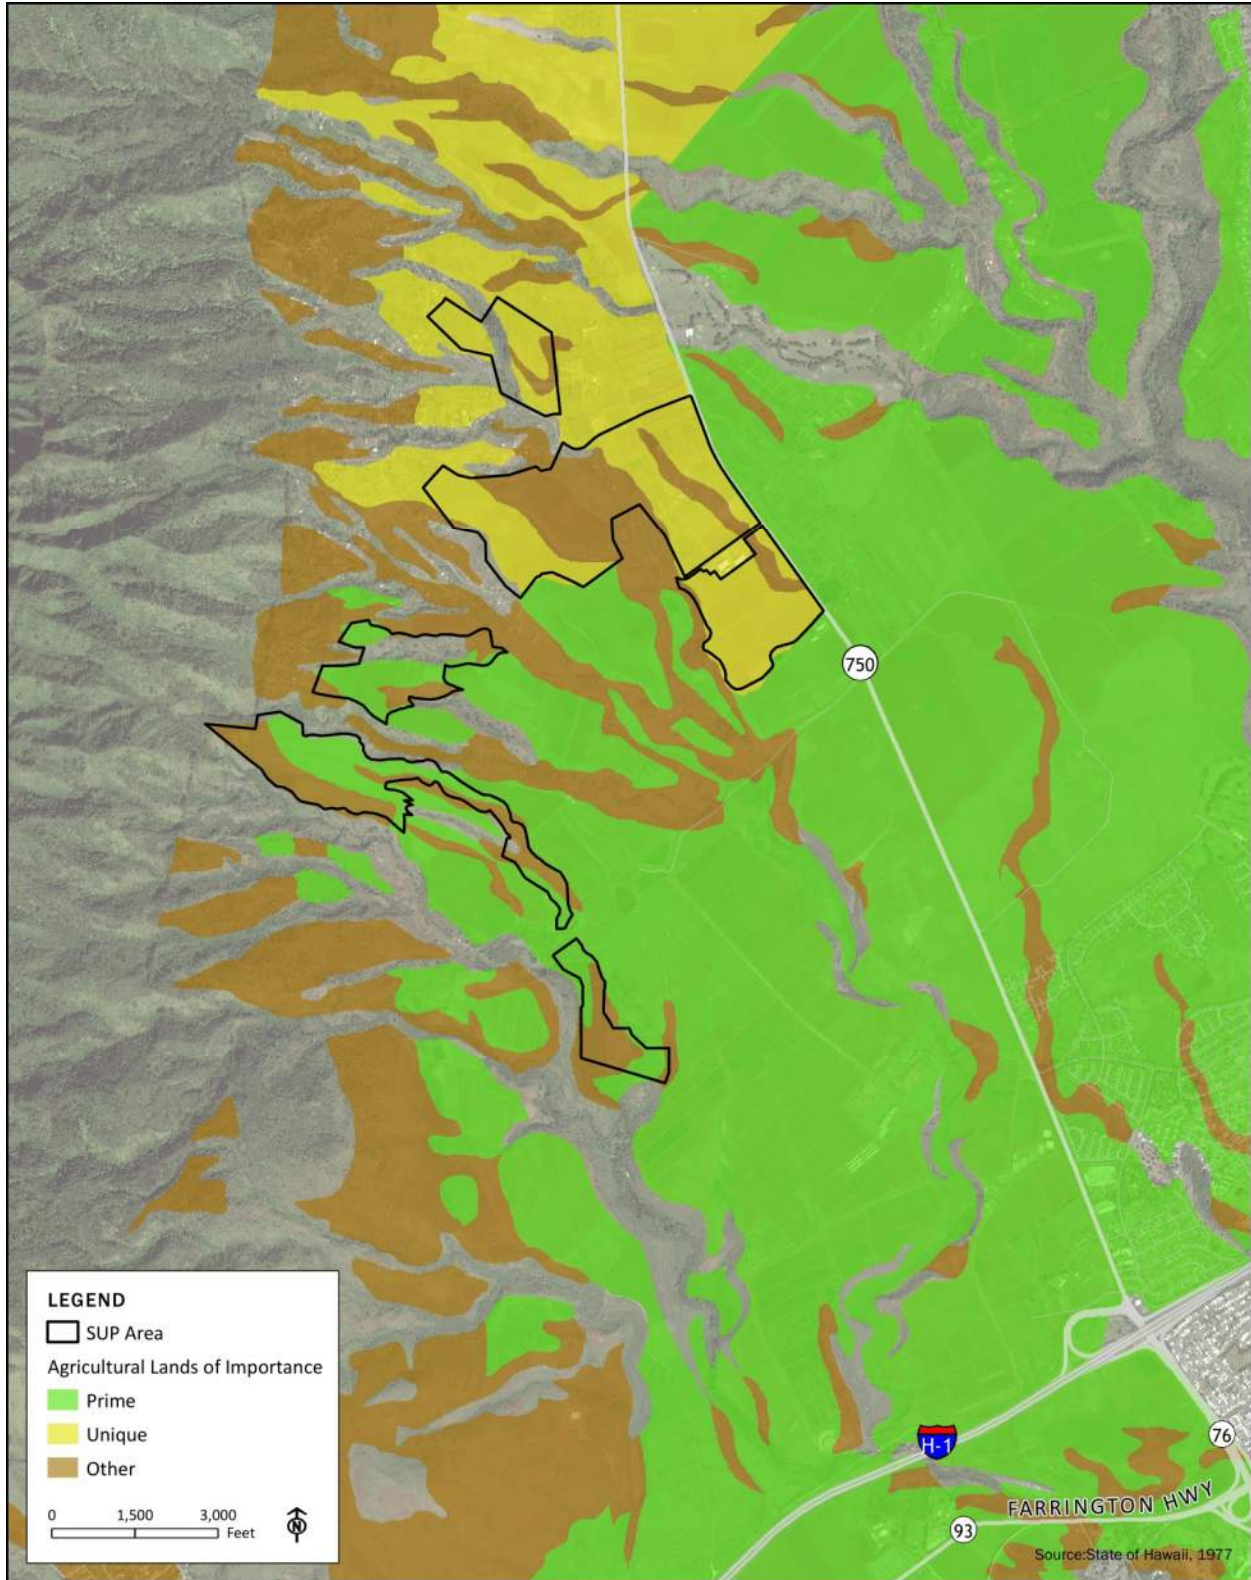 750
LEGEND
SUP Area
Agricultural Lands of Importance
Prime
Unique
Other
0 1,500 3,000
Feet
N
H-1
76
FARRINGTON HWY
93
Source:State of Hawaii, 1977